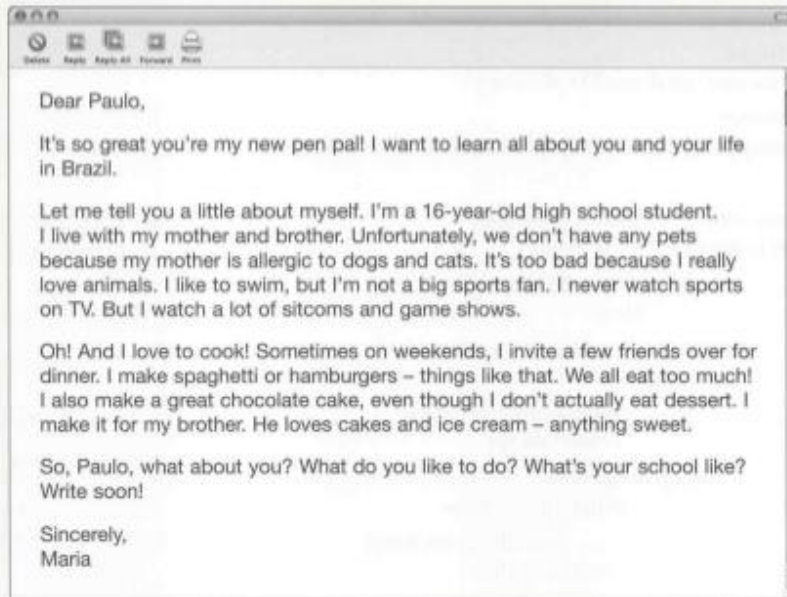 Delete Reply Reply All Forward Print
Dear Paulo,
It's so great you're my new pen pal! I want to learn all about you and your life
in Brazil.
Let me tell you a little about myself. I'm a 16-year-old high school student.
I live with my mother and brother. Unfortunately, we don't have any pets
because my mother is allergic to dogs and cats. It's too bad because I really
love animals. I like to swim, but I'm not a big sports fan. I never watch sports
on TV. But I watch a lot of sitcoms and game shows.
Oh! And I love to cook! Sometimes on weekends, I invite a few friends over for
dinner. I make spaghetti or hamburgers – things like that. We all eat too much!
I also make a great chocolate cake, even though I don't actually eat dessert. I
make it for my brother. He loves cakes and ice cream – anything sweet.
So, Paulo, what about you? What do you like to do? What's your school like?
Write soon!
Sincerely,
Maria